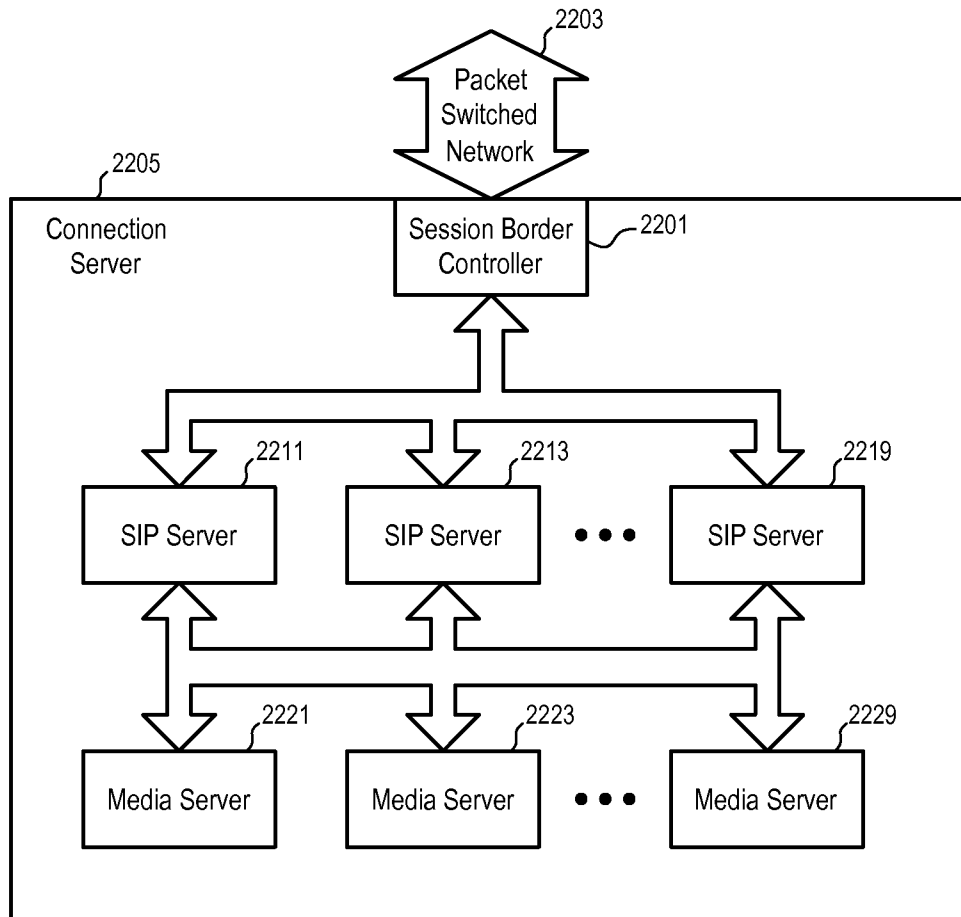 2203
Packet
Switched
Network
2205
Connection
Server
Session Border
Controller
2201
2211
2213
2219
SIP Server
SIP Server
SIP Server
2221
2223
2229
Media Server
Media Server
Media Server